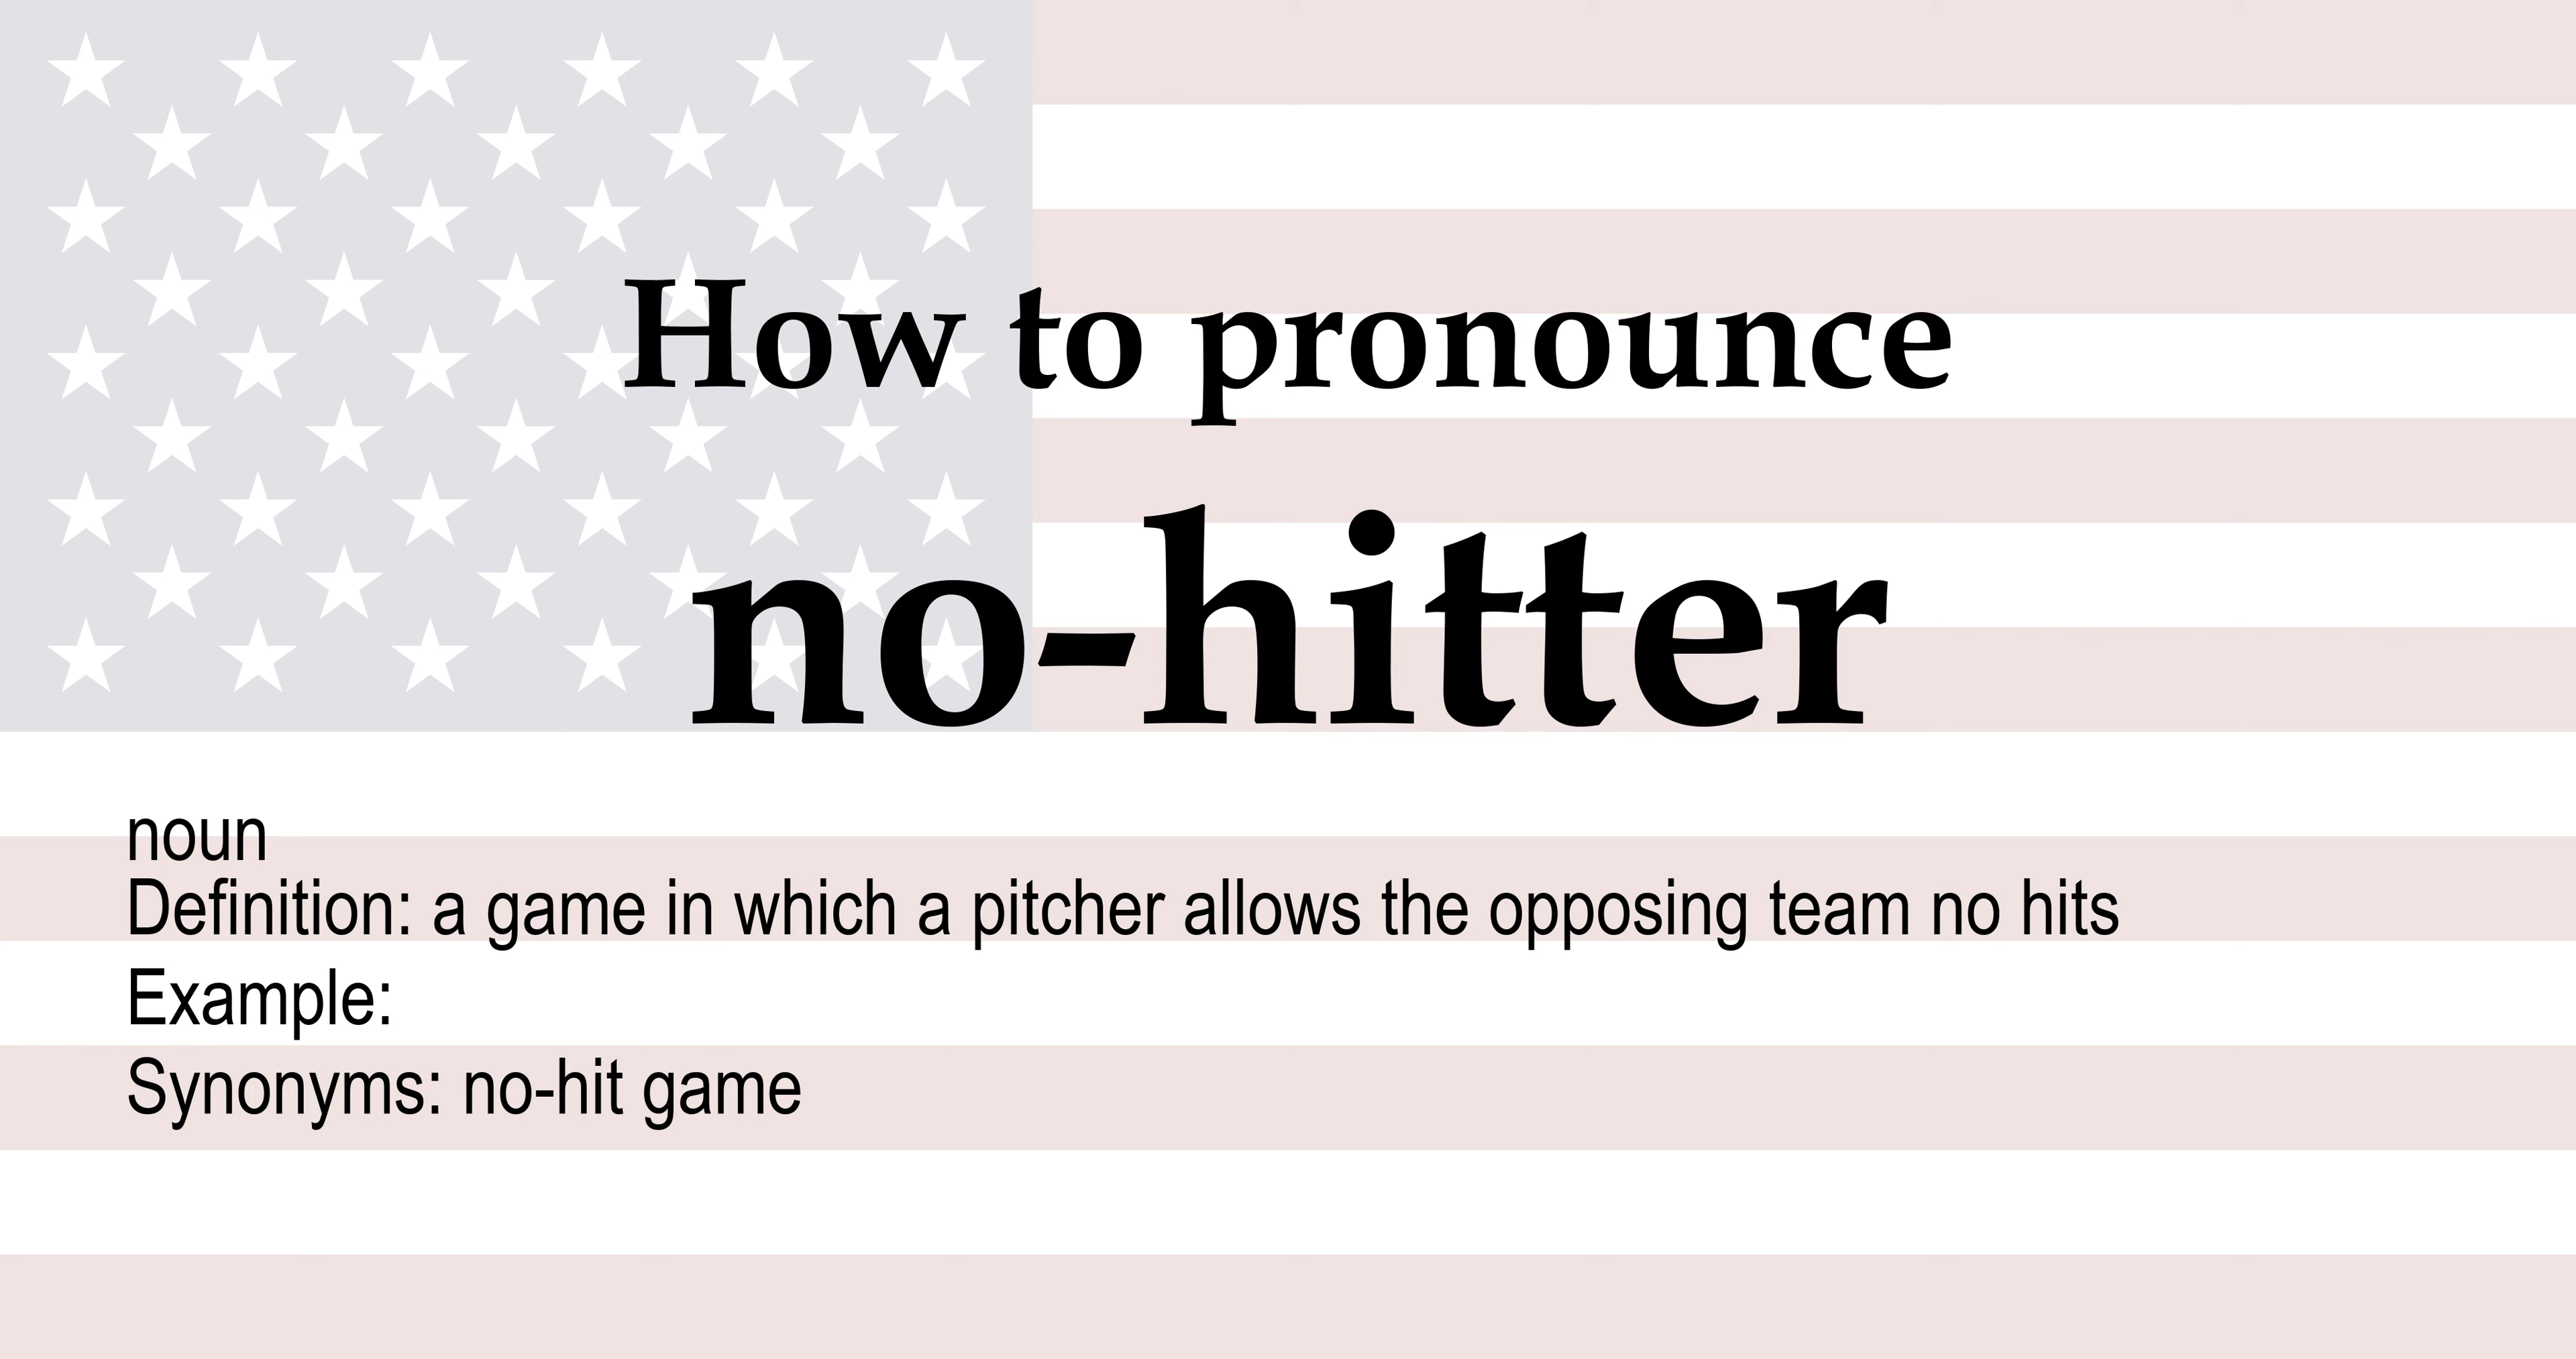 How to pronounce
no-hitter
noun
Definition: a game in which a pitcher allows the opposing team no hits
Example:
Synonyms: no-hit game